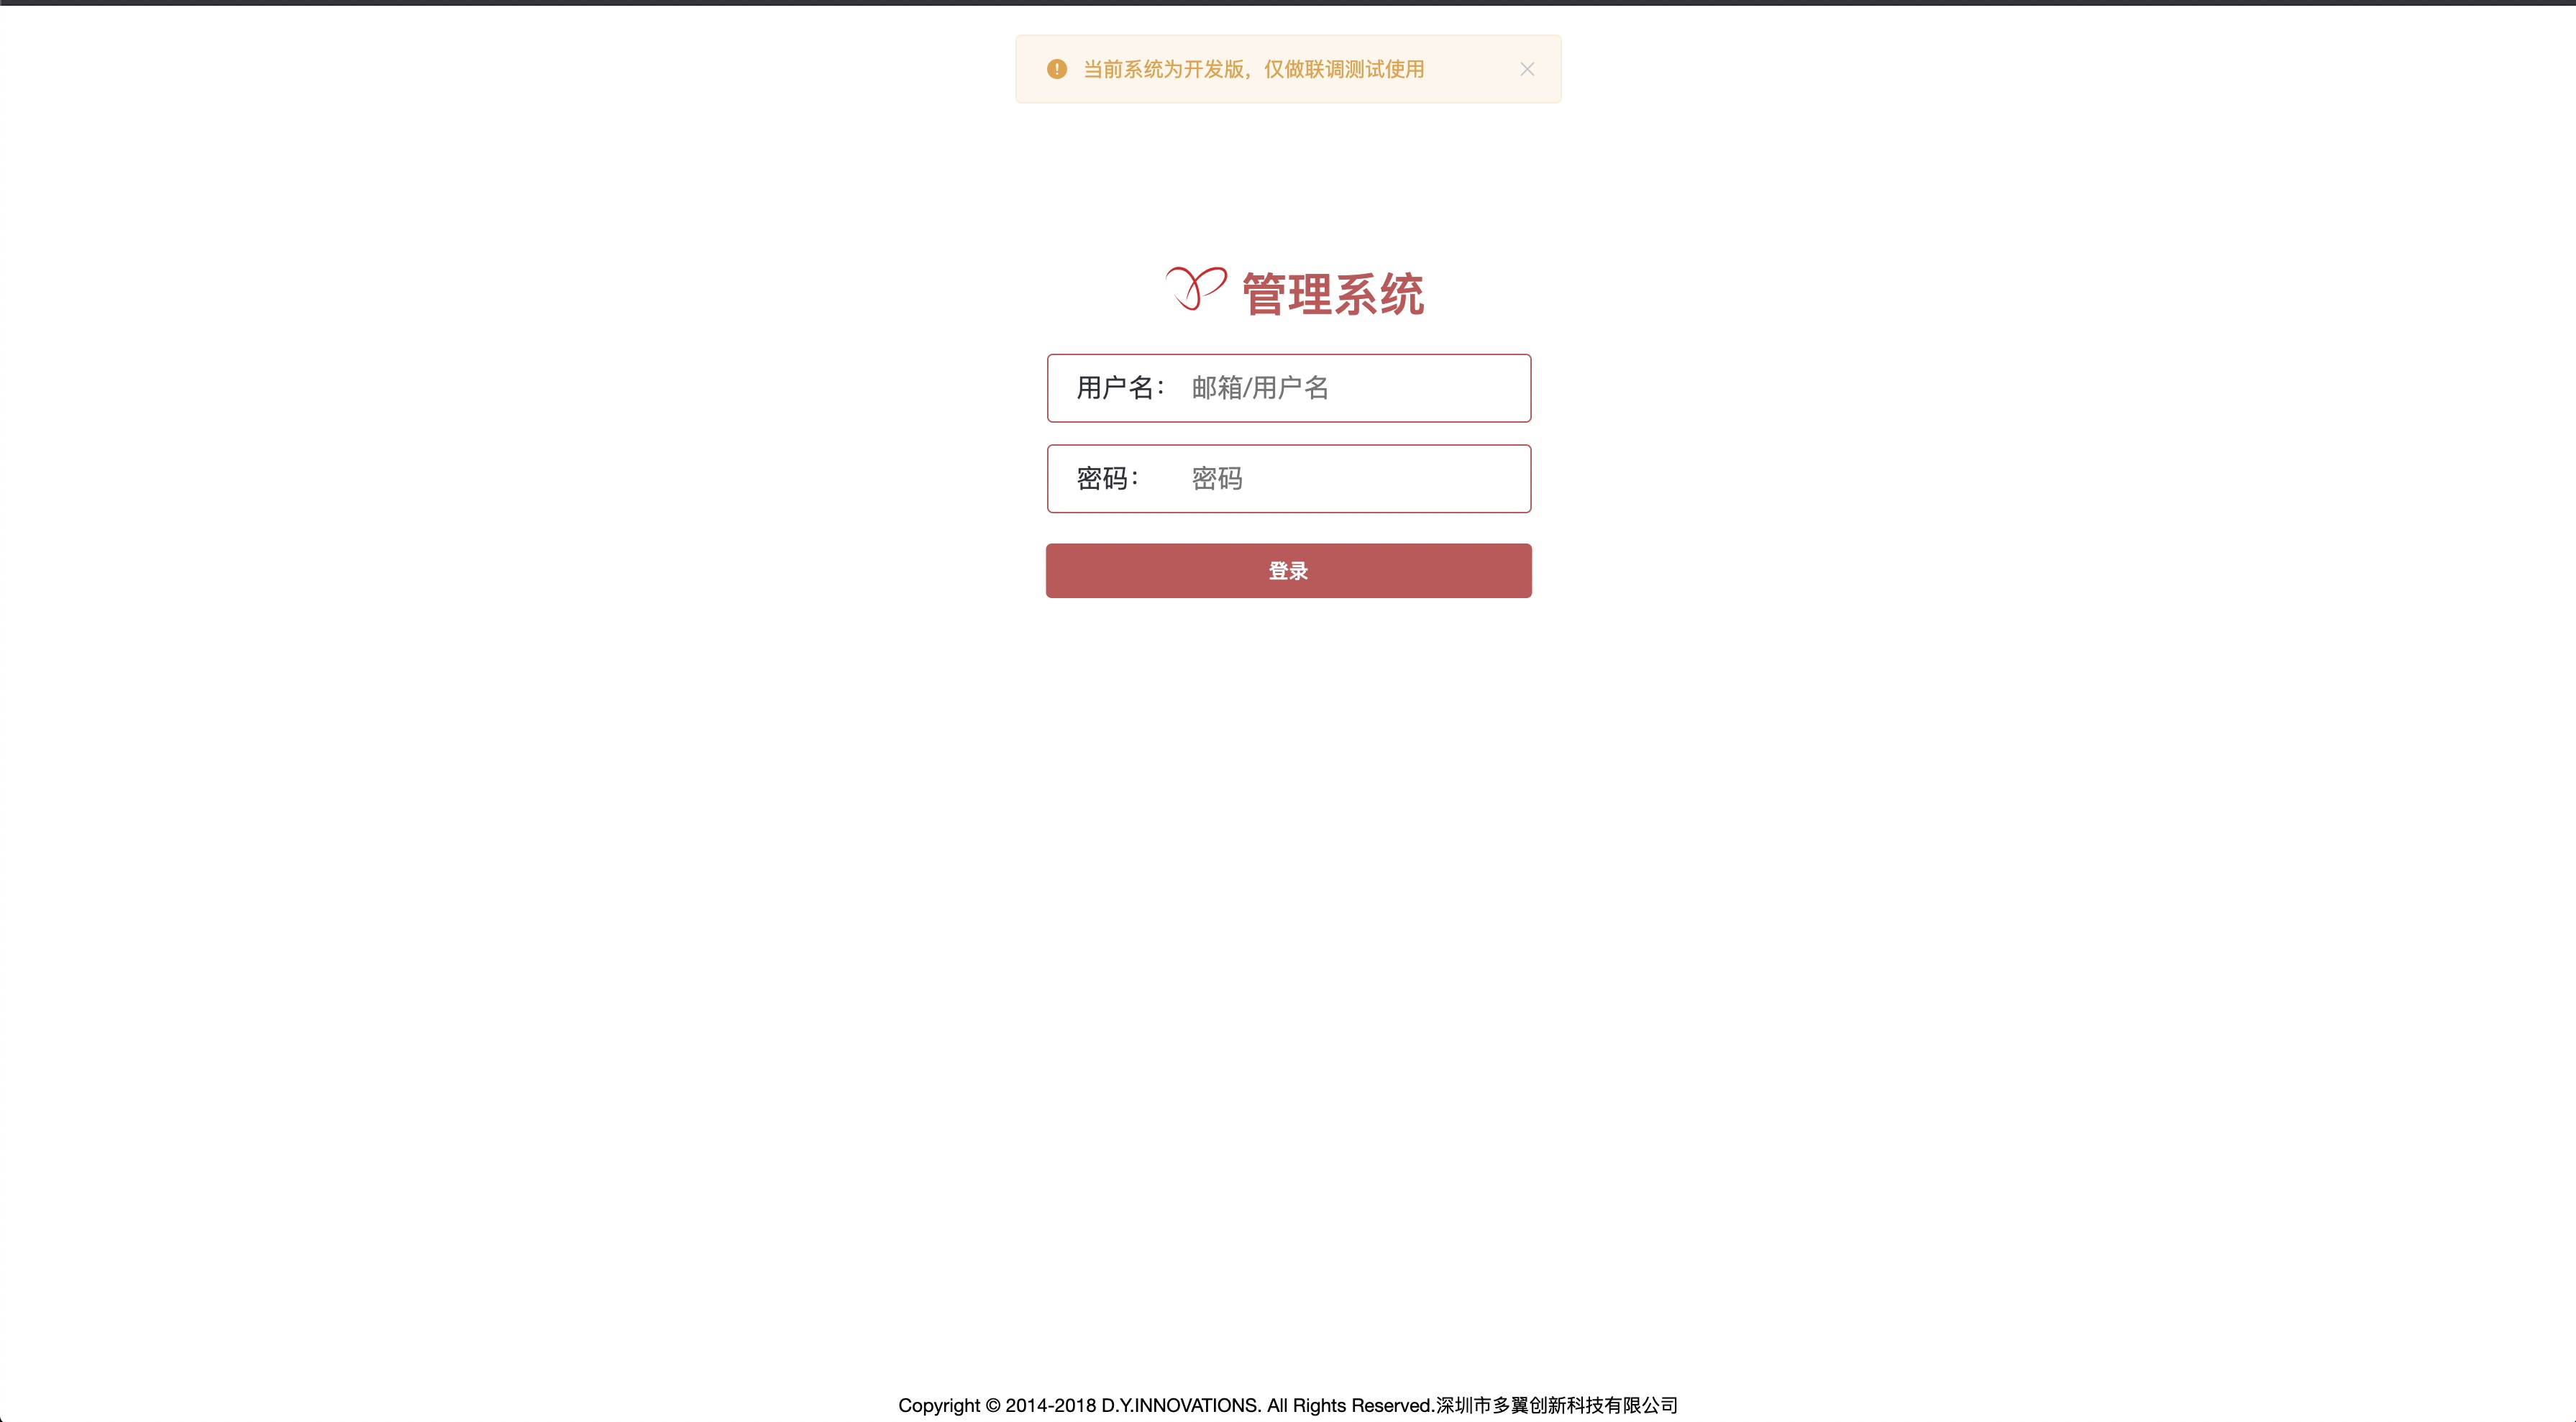 当前系统为开发版，仅做联调测试使用
管理系统
用户名： 邮箱/用户名
密码： 密码
登录
Copyright © 2014-2018 D.Y.INNOVATIONS. All Rights Reserved.深圳市多翼创新科技有限公司